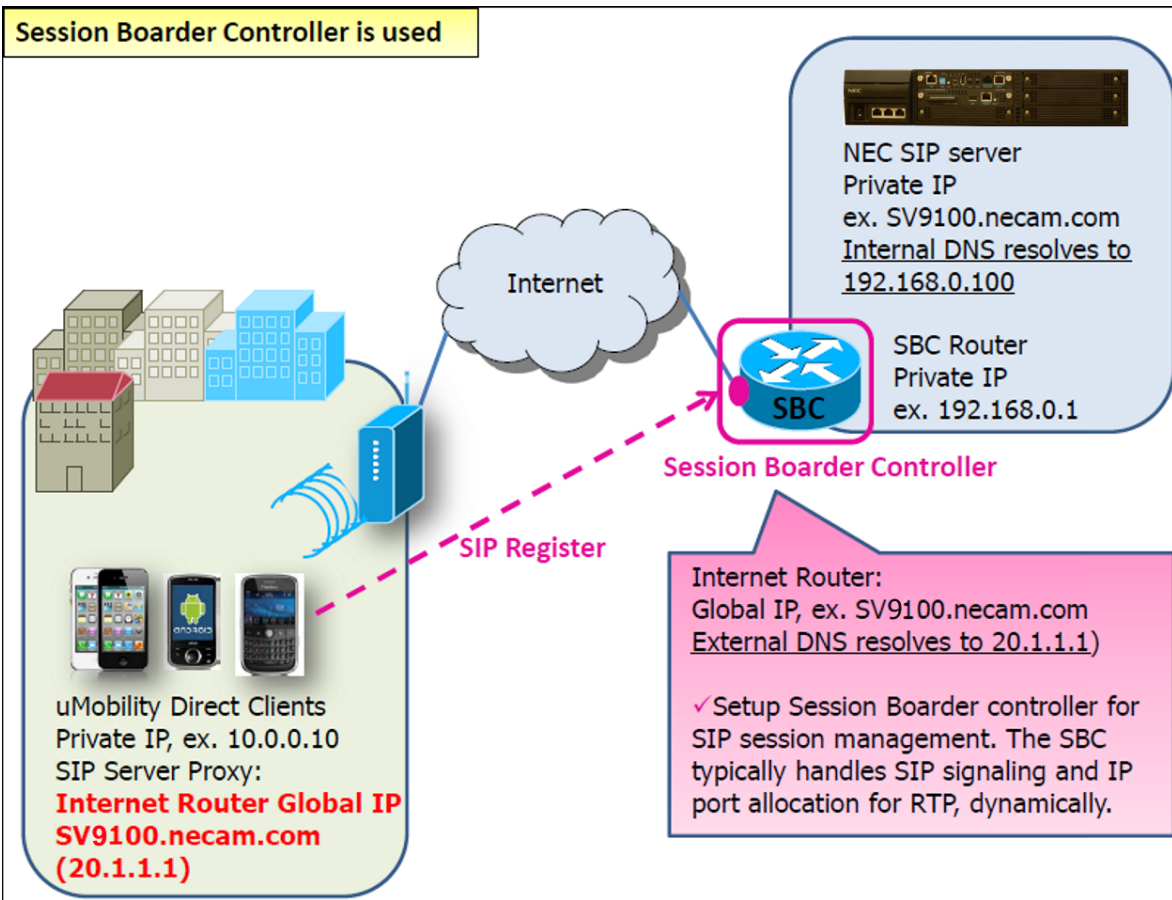 Session Boarder Controller is used
NEC
NEC SIP server
Private IP
ex. SV9100.necam.com
Internal DNS resolves to
192.168.0.100
Internet
SBC Router
Private IP
ex. 192.168.0.1
SBC
Session Boarder Controller
SIP Register
Internet Router:
Global IP, ex. SV9100.necam.com
External DNS resolves to 20.1.1.1)
✓Setup Session Boarder controller for
SIP session management. The SBC
typically handles SIP signaling and IP
port allocation for RTP, dynamically.
ANDROID
uMobility Direct Clients
Private IP, ex. 10.0.0.10
SIP Server Proxy:
Internet Router Global IP
SV9100.necam.com
(20.1.1.1)